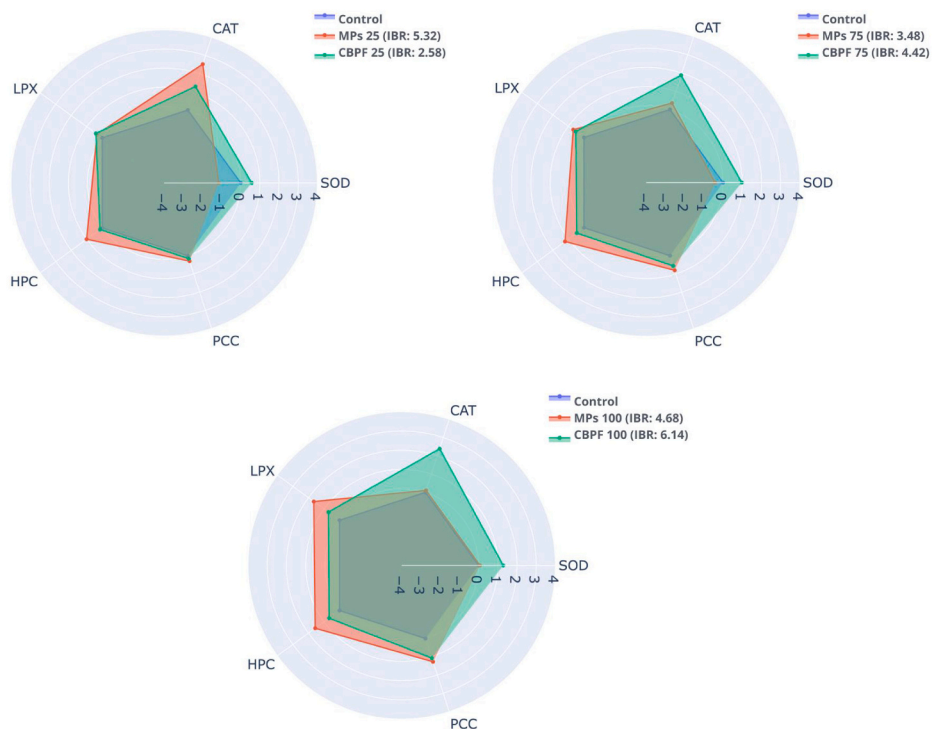 Control
MPs 25 (IBR: 5.32)
CBPF 25 (IBR: 2.58)
CAT
LPX
SOD
HPC
PCC
−4
−3
−2
−1
0
1
2
3
4
Control
MPs 75 (IBR: 3.48)
CBPF 75 (IBR: 4.42)
CAT
LPX
SOD
HPC
PCC
−4
−3
−2
−1
0
1
2
3
4
Control
MPs 100 (IBR: 4.68)
CBPF 100 (IBR: 6.14)
CAT
LPX
SOD
HPC
PCC
−4
−3
−2
−1
0
1
2
3
4